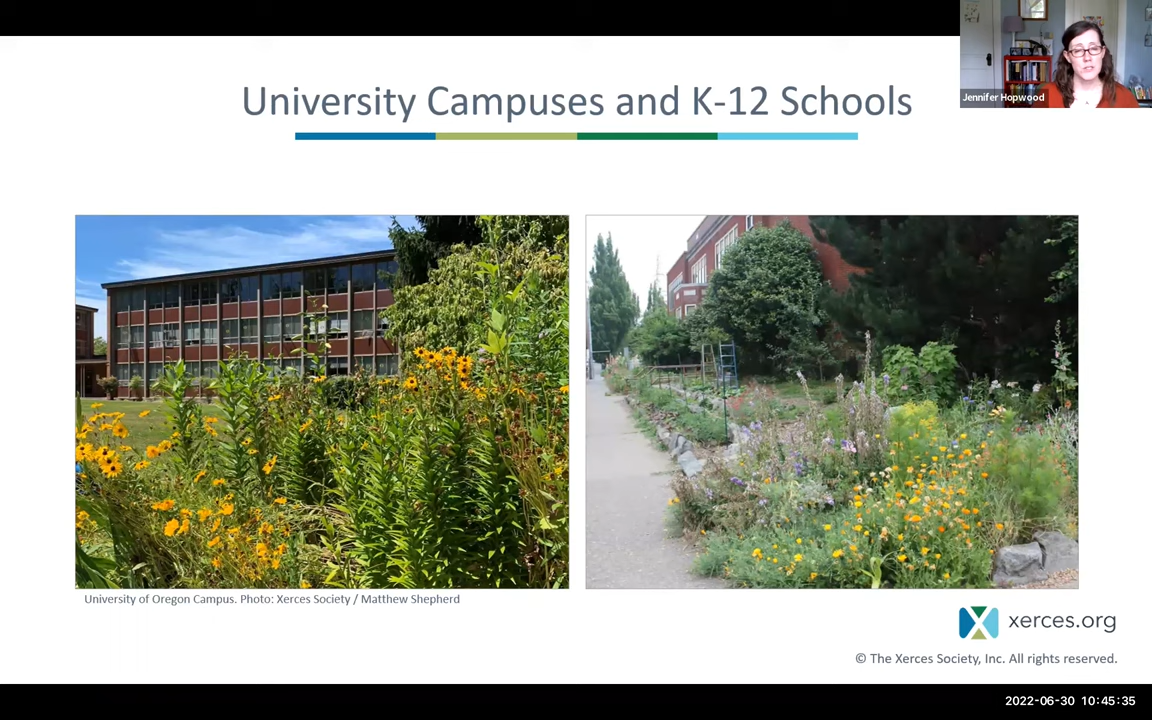 Jennifer Hopwood
University Campuses and K-12 Schools
University of Oregon Campus. Photo: Xerces Society / Matthew Shepherd
xerces.org
© The Xerces Society, Inc. All rights reserved.
2022-06-30 10:45:35